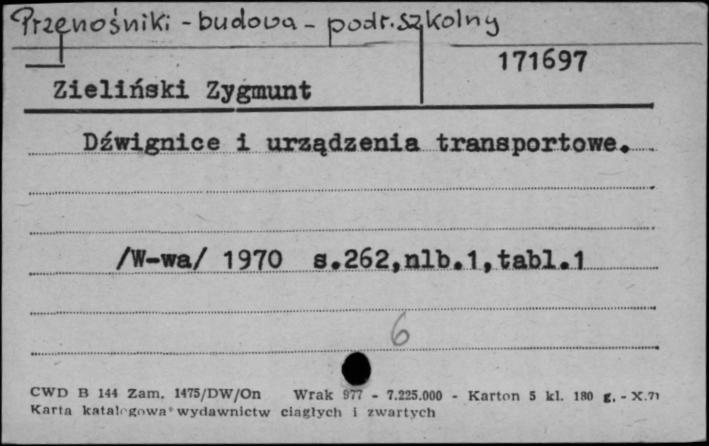 Przenośniki - budowa - podr. szkolny
171697
Zieliński Zygmunt
Dźwignice i urządzenia transportowe.
/W-wa/ 1970 s.262,nlb.1,tabl.1
6
CWD B 144 Zam. 1475/DW/On Wrak 977 - 7.225.000 - Karton 5 kl. 180 g. - X.71
Karta katalogowa wydawnictw ciągłych i zwartych